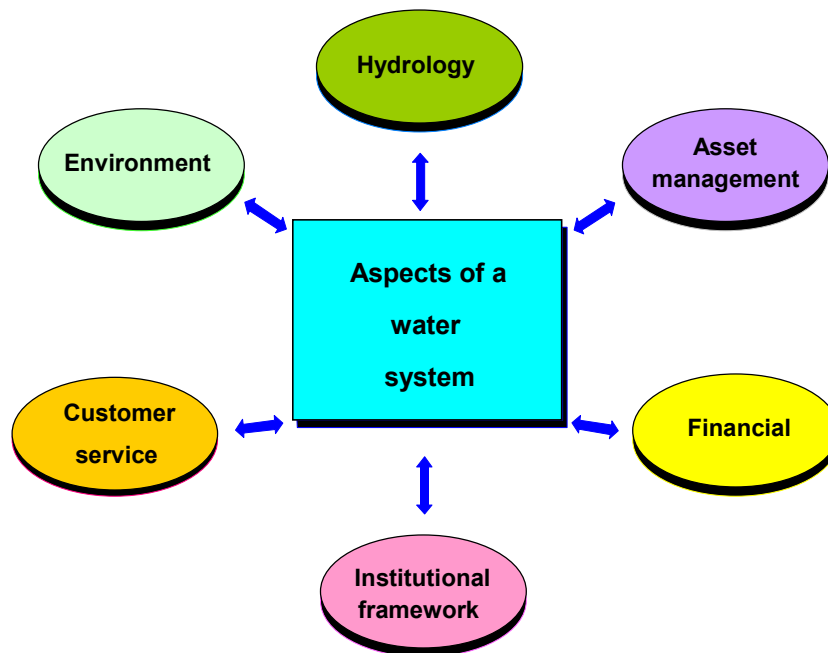 Hydrology
Environment
Asset
management
Aspects of a
water
system
Customer
service
Financial
Institutional
framework